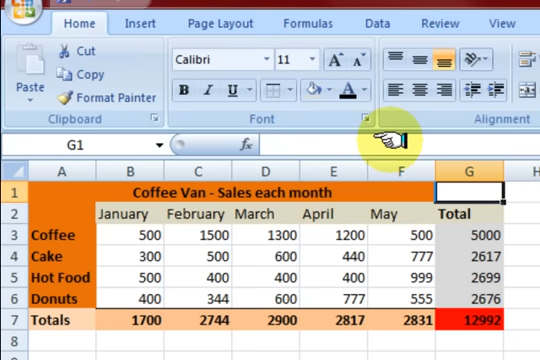 Home Insert Page Layout Formulas Data Review View
Cut
Copy
Format Painter
Paste
Calibri 11 A A
B I U A
Clipboard Font Alignment
G1 fx
A B C D E F G H
1 Coffee Van - Sales each month
2 January February March April May Total
3 Coffee 500 1500 1300 1200 500 5000
4 Cake 300 500 600 440 777 2617
5 Hot Food 500 400 400 400 999 2699
6 Donuts 400 344 600 777 555 2676
7 Totals 1700 2744 2900 2817 2831 12992
8